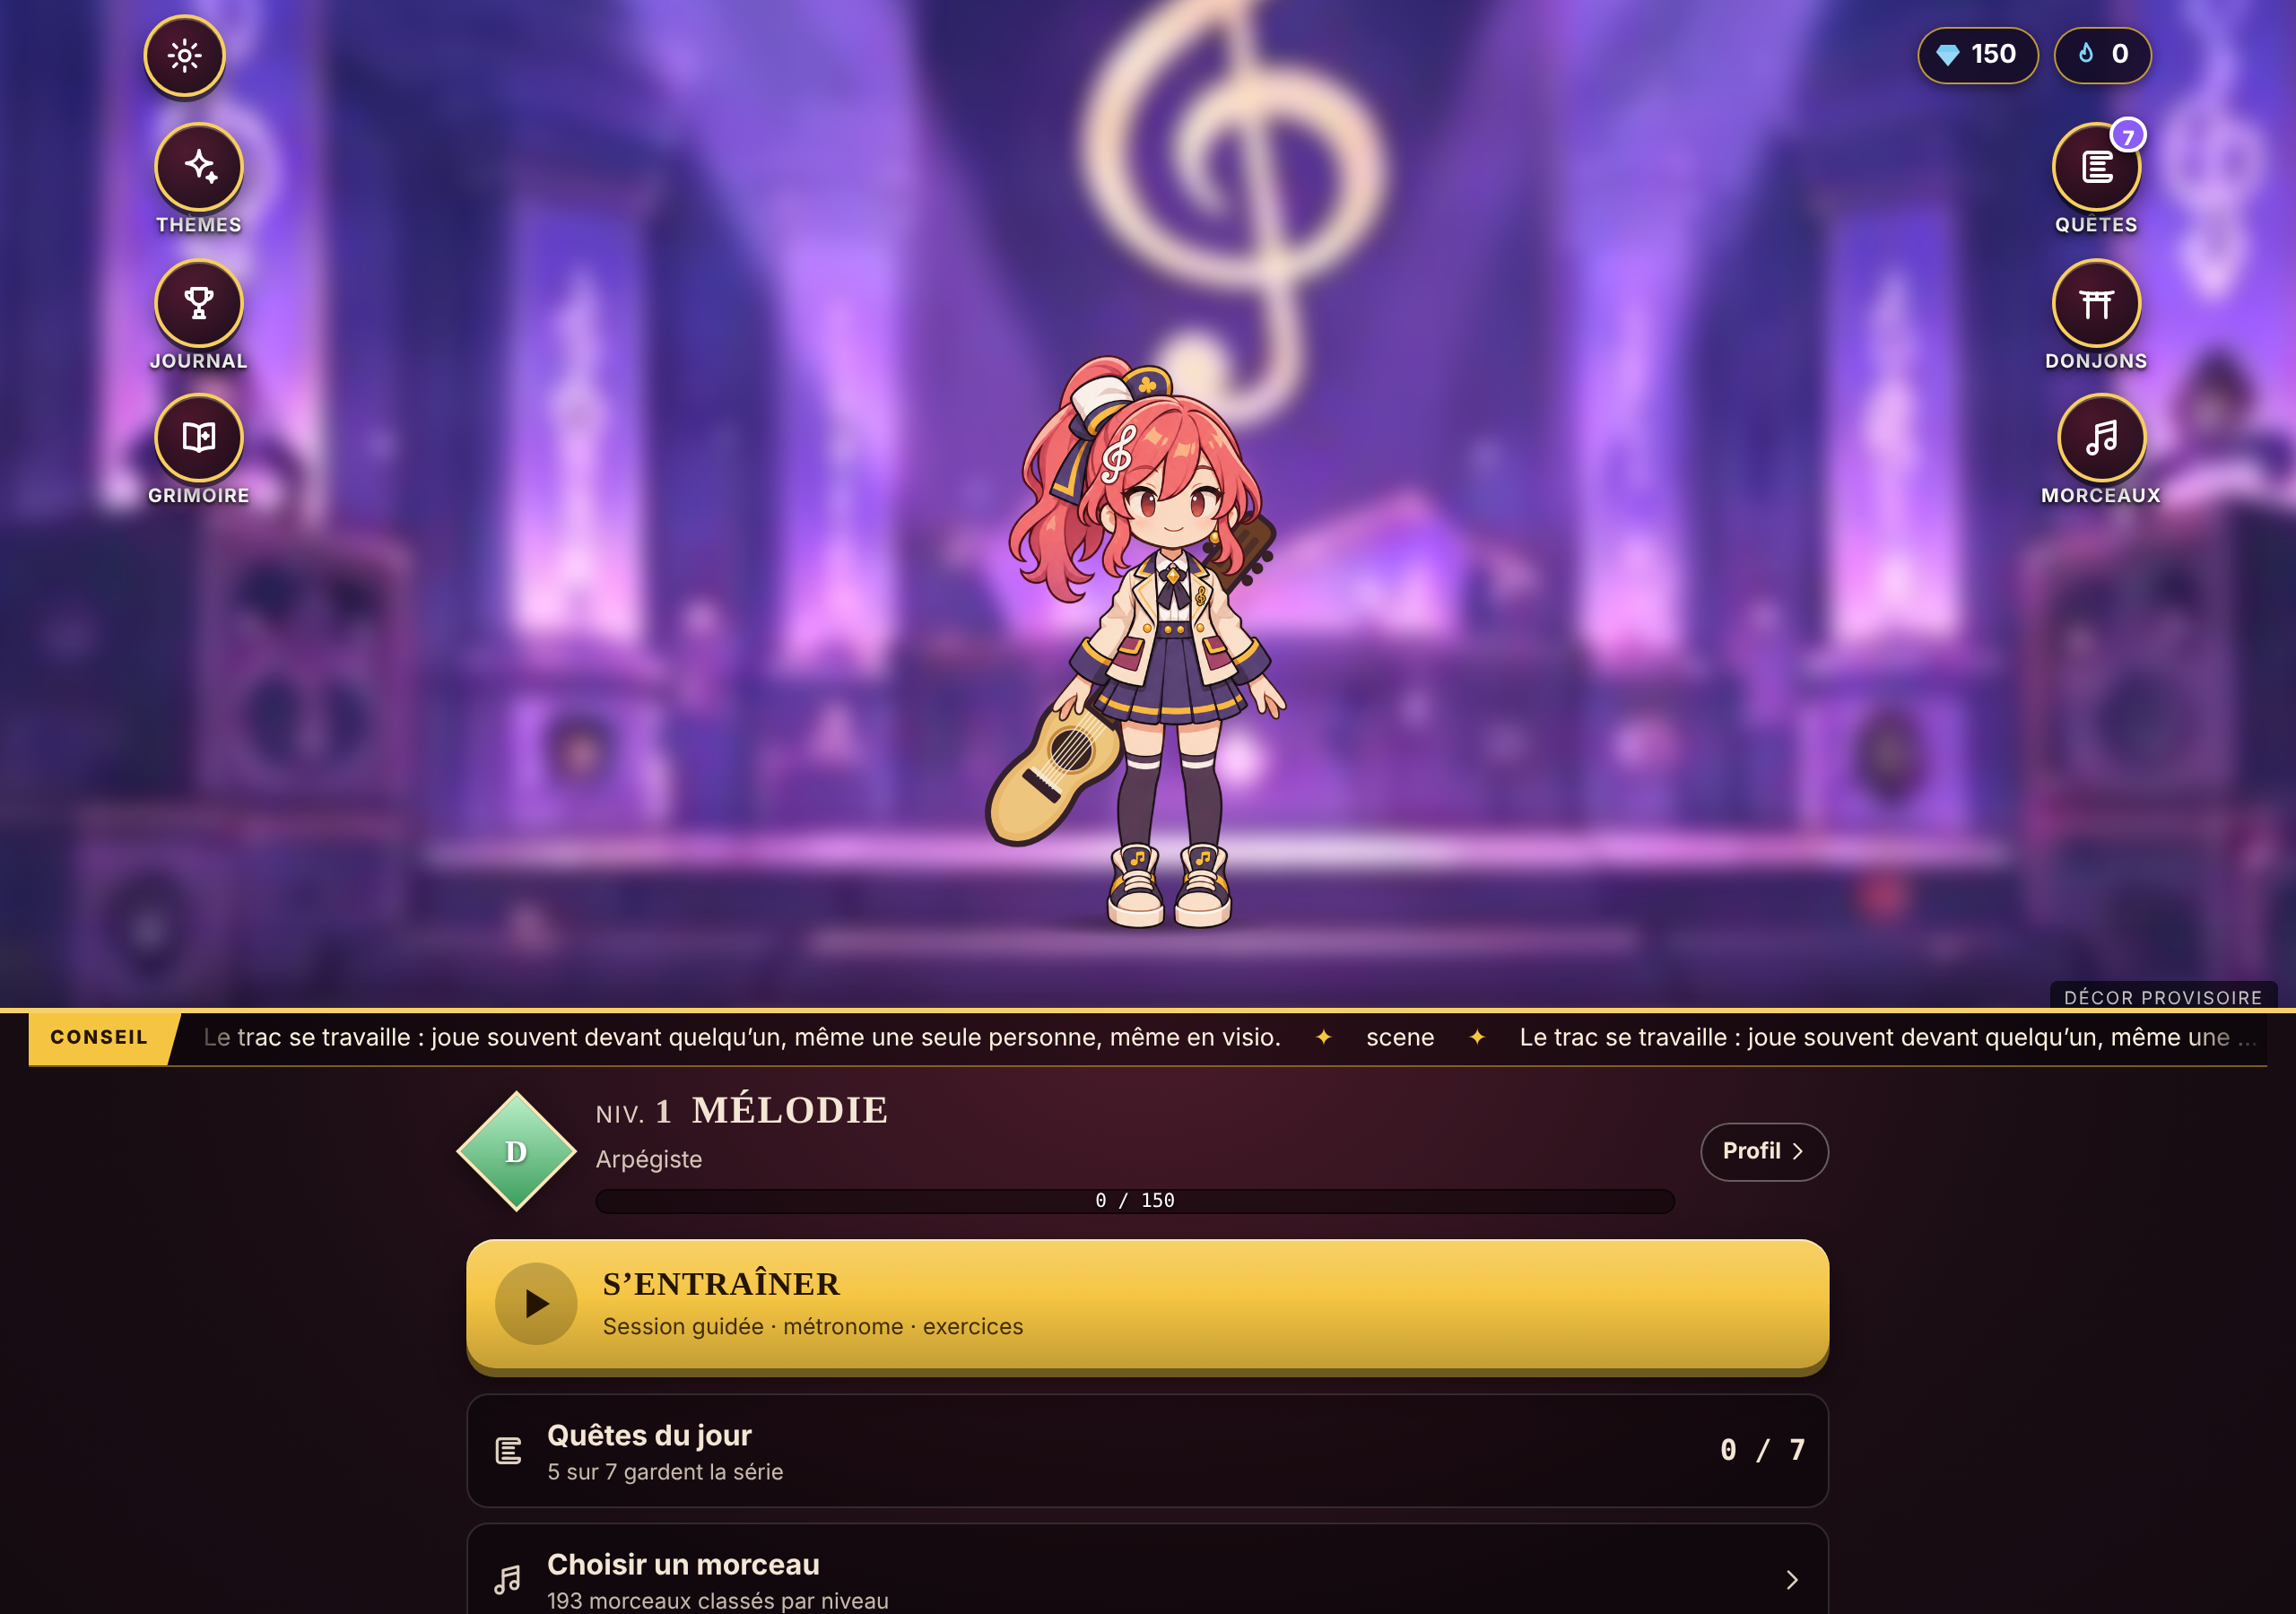 150
0
THÈMES
7
QUÊTES
JOURNAL
DONJONS
GRIMOIRE
MORCEAUX
DÉCOR PROVISOIRE
CONSEIL
Le trac se travaille : joue souvent devant quelqu’un, même une seule personne, même en visio. ✦ scene ✦ Le trac se travaille : joue souvent devant quelqu’un, même une ...
D
NIV. 1 MÉLODIE
Arpégiste
0 / 150
Profil
S’ENTRAÎNER
Session guidée · métronome · exercices
Quêtes du jour
5 sur 7 gardent la série
0 / 7
Choisir un morceau
193 morceaux classés par niveau